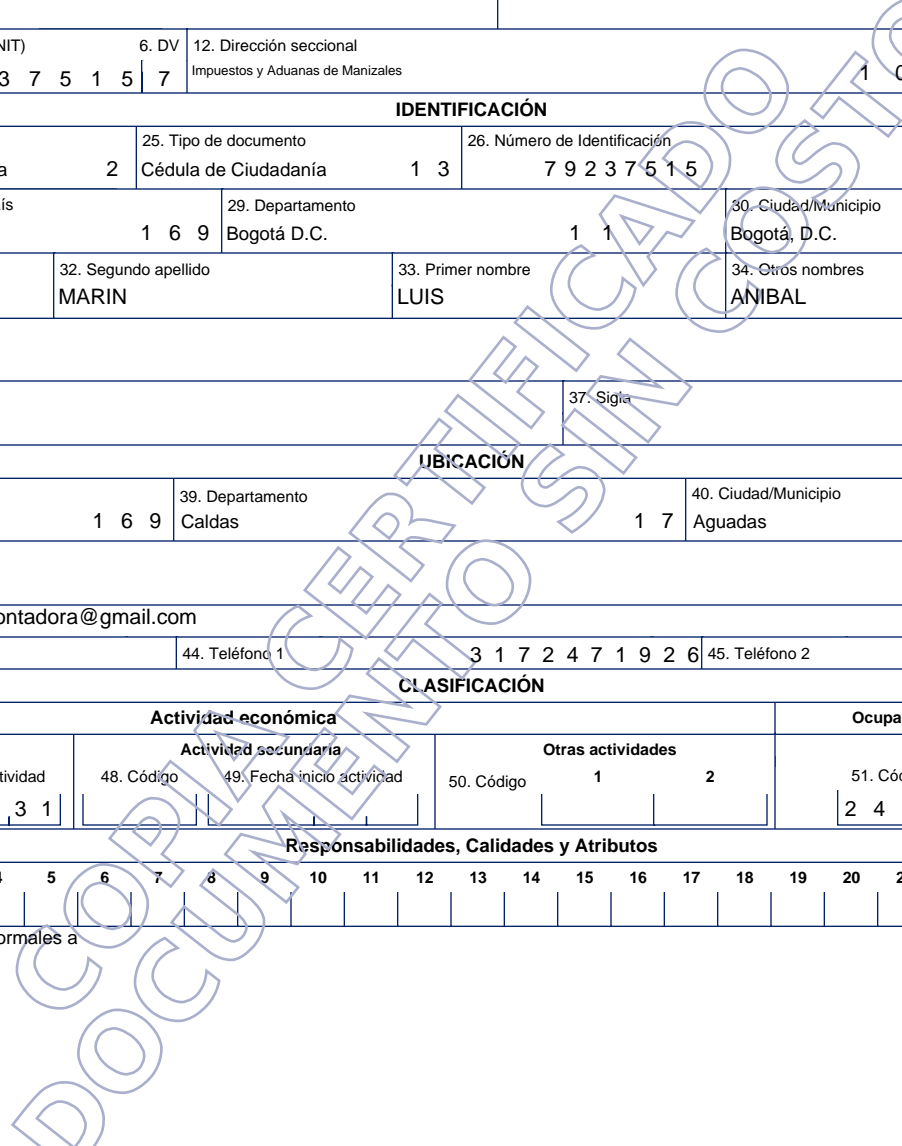 NIT) 6. DV 12. Dirección seccional
3 7 5 1 5 7 Impuestos y Aduanas de Manizales 1 0
IDENTIFICACIÓN
25. Tipo de documento 26. Número de Identificación
a 2 Cédula de Ciudadanía 1 3 7 9 2 3 7 5 1 5
ís 29. Departamento 30. Ciudad/Municipio
1 6 9 Bogotá D.C. 1 1 Bogotá, D.C.
32. Segundo apellido 33. Primer nombre 34. Otros nombres
MARIN LUIS ANIBAL
37. Sigla
UBICACIÓN
39. Departamento 40. Ciudad/Municipio
1 6 9 Caldas 1 7 Aguadas
ontadora@gmail.com
44. Teléfono 1 3 1 7 2 4 7 1 9 2 6 45. Teléfono 2
CLASIFICACIÓN
Actividad económica Ocupa
Actividad secundaria Otras actividades
tividad 48. Código 49. Fecha inicio actividad 50. Código 1 2 51. Cód
3 1 2 4
Responsabilidades, Calidades y Atributos
4 5 6 7 8 9 10 11 12 13 14 15 16 17 18 19 20 2
ormales a
COPIA CERTIFICADO
DOCUMENTO SIN COSTO